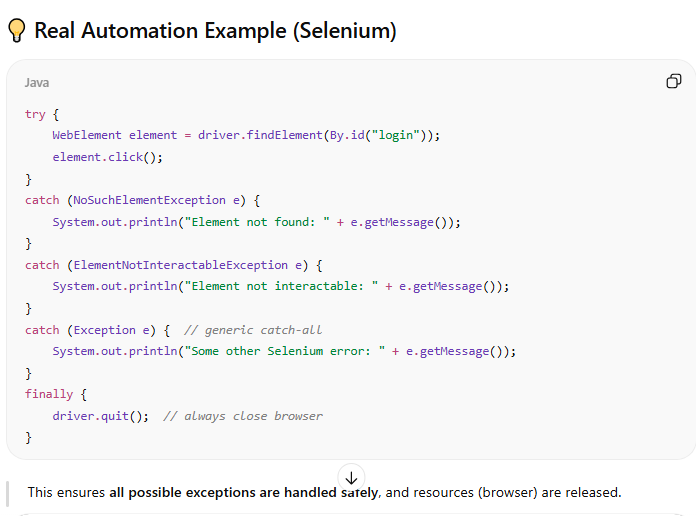 💡 Real Automation Example (Selenium)
Java
try {
    WebElement element = driver.findElement(By.id("login"));
    element.click();
}
catch (NoSuchElementException e) {
    System.out.println("Element not found: " + e.getMessage());
}
catch (ElementNotInteractableException e) {
    System.out.println("Element not interactable: " + e.getMessage());
}
catch (Exception e) {  // generic catch-all
    System.out.println("Some other Selenium error: " + e.getMessage());
}
finally {
    driver.quit();  // always close browser
}
This ensures all possible exceptions are handled safely, and resources (browser) are released.